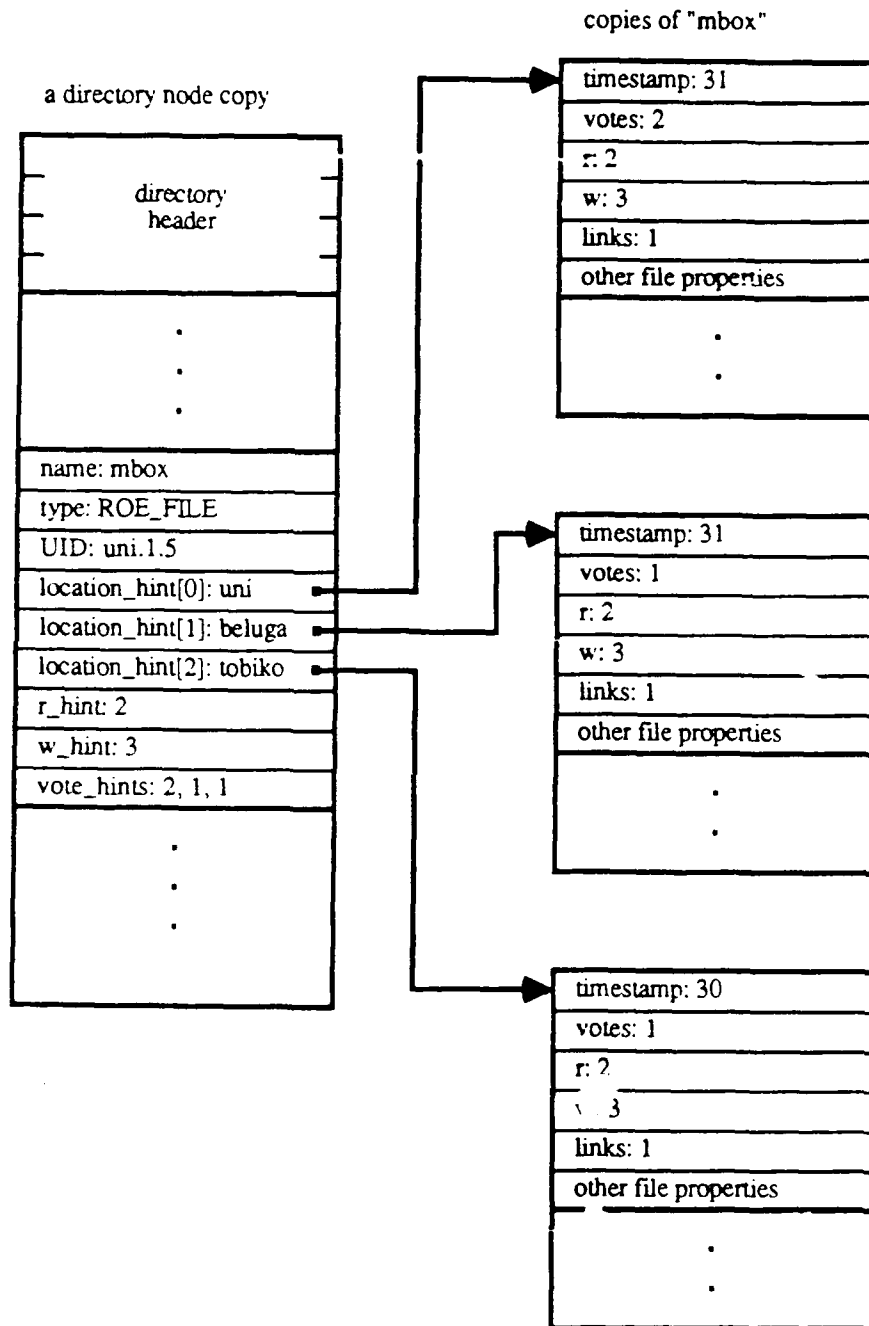 copies of "mbox"
a directory node copy
directory
header
name: mbox
type: ROE_FILE
UID: uni.1.5
location_hint[0]: uni
location_hint[1]: beluga
location_hint[2]: tobiko
r_hint: 2
w_hint: 3
vote_hints: 2, 1, 1
timestamp: 31
votes: 2
r: 2
w: 3
links: 1
other file properties
timestamp: 31
votes: 1
r: 2
w: 3
links: 1
other file properties
timestamp: 30
votes: 1
r: 2
3
links: 1
other file properties